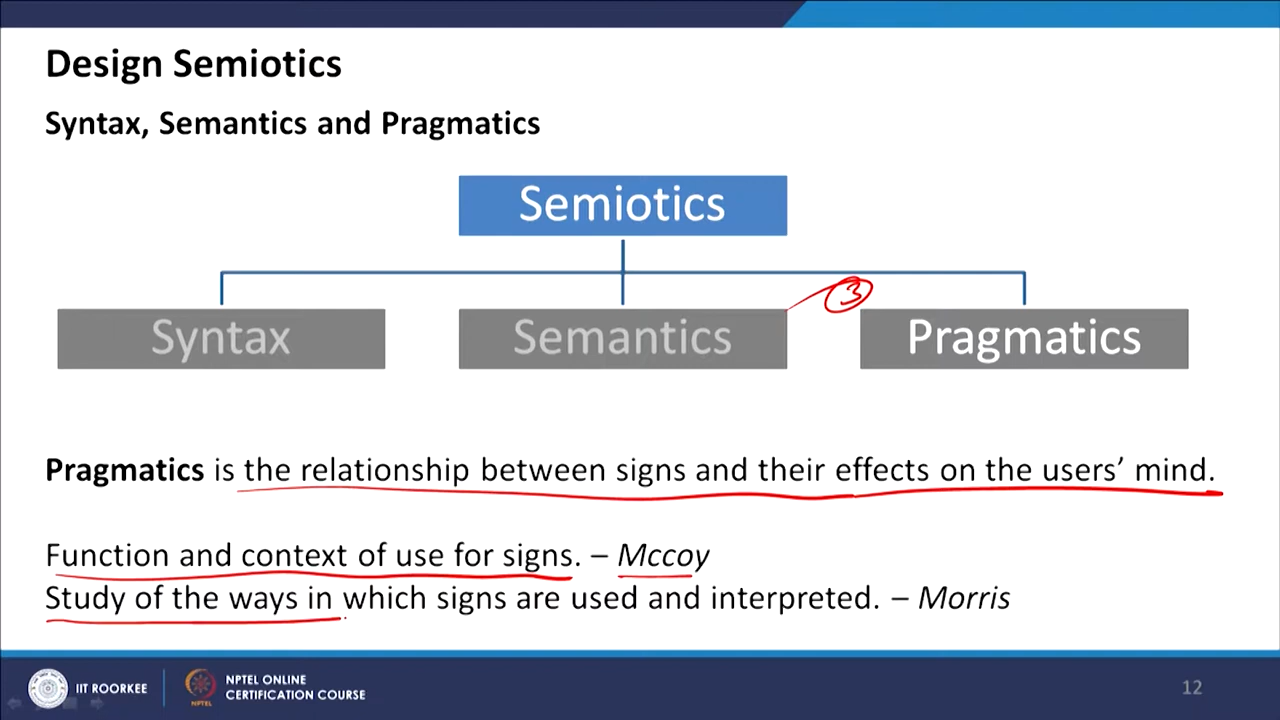 Design Semiotics
Syntax, Semantics and Pragmatics
Semiotics
3
Syntax Semantics Pragmatics
Pragmatics is the relationship between signs and their effects on the users’ mind.
Function and context of use for signs. – Mccoy
Study of the ways in which signs are used and interpreted. – Morris
IIT ROORKEE
NPTEL
NPTEL ONLINE
CERTIFICATION COURSE
12